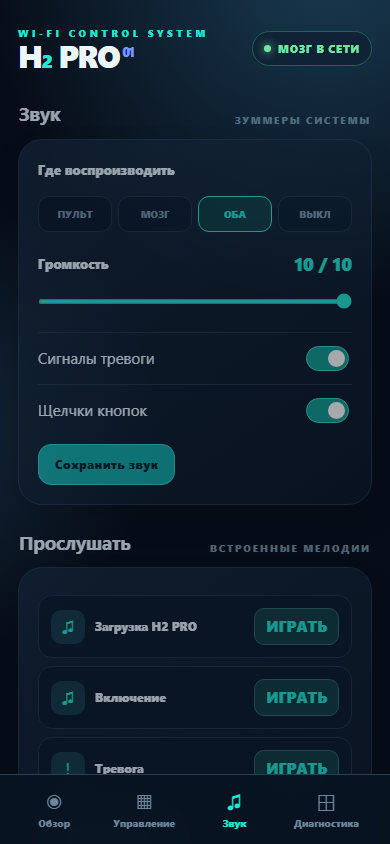 WI-FI CONTROL SYSTEM
H2 PRO 01
МОЗГ В СЕТИ
Звук
ЗУММЕРЫ СИСТЕМЫ
Где воспроизводить
ПУЛЬТ МОЗГ ОБА ВЫКЛ
Громкость 10 / 10
Сигналы тревоги
Щелчки кнопок
Сохранить звук
Прослушать
ВСТРОЕННЫЕ МЕЛОДИИ
Загрузка H2 PRO ИГРАТЬ
Включение ИГРАТЬ
! Тревога ИГРАТЬ
Обзор Управление Звук Диагностика